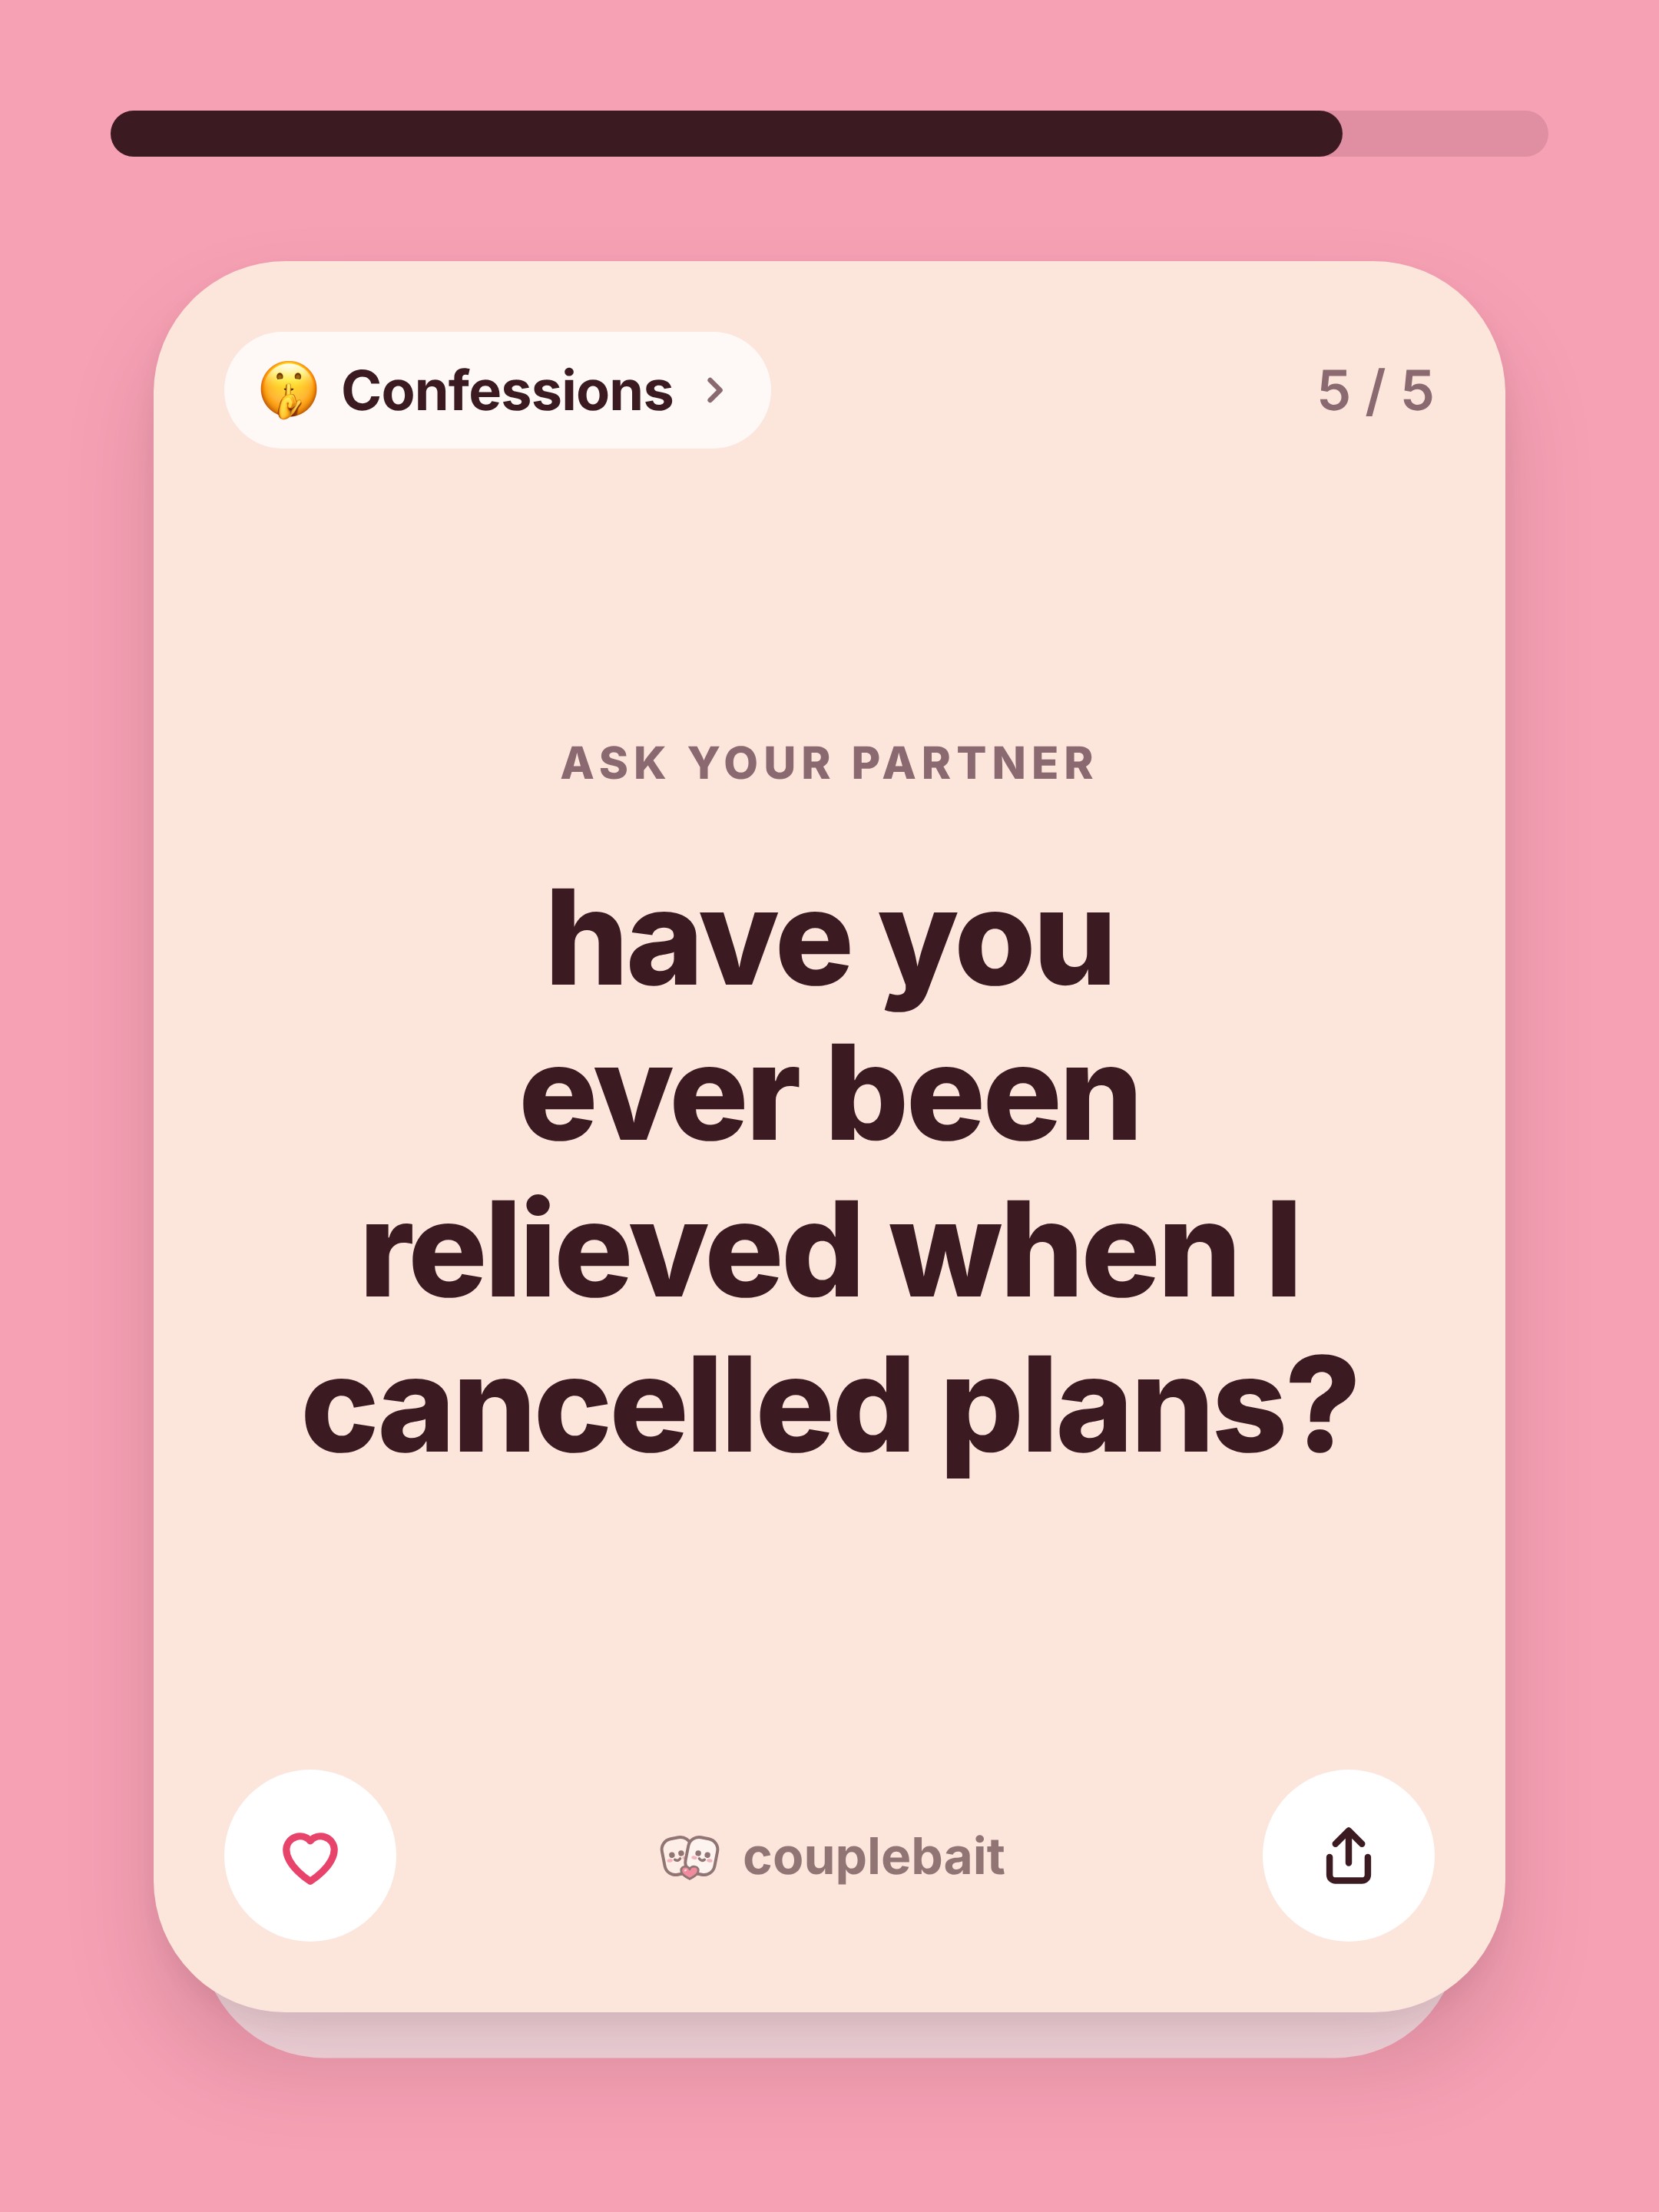 Confessions
5 / 5
ASK YOUR PARTNER
have you
ever been
relieved when I
cancelled plans?
couplebait